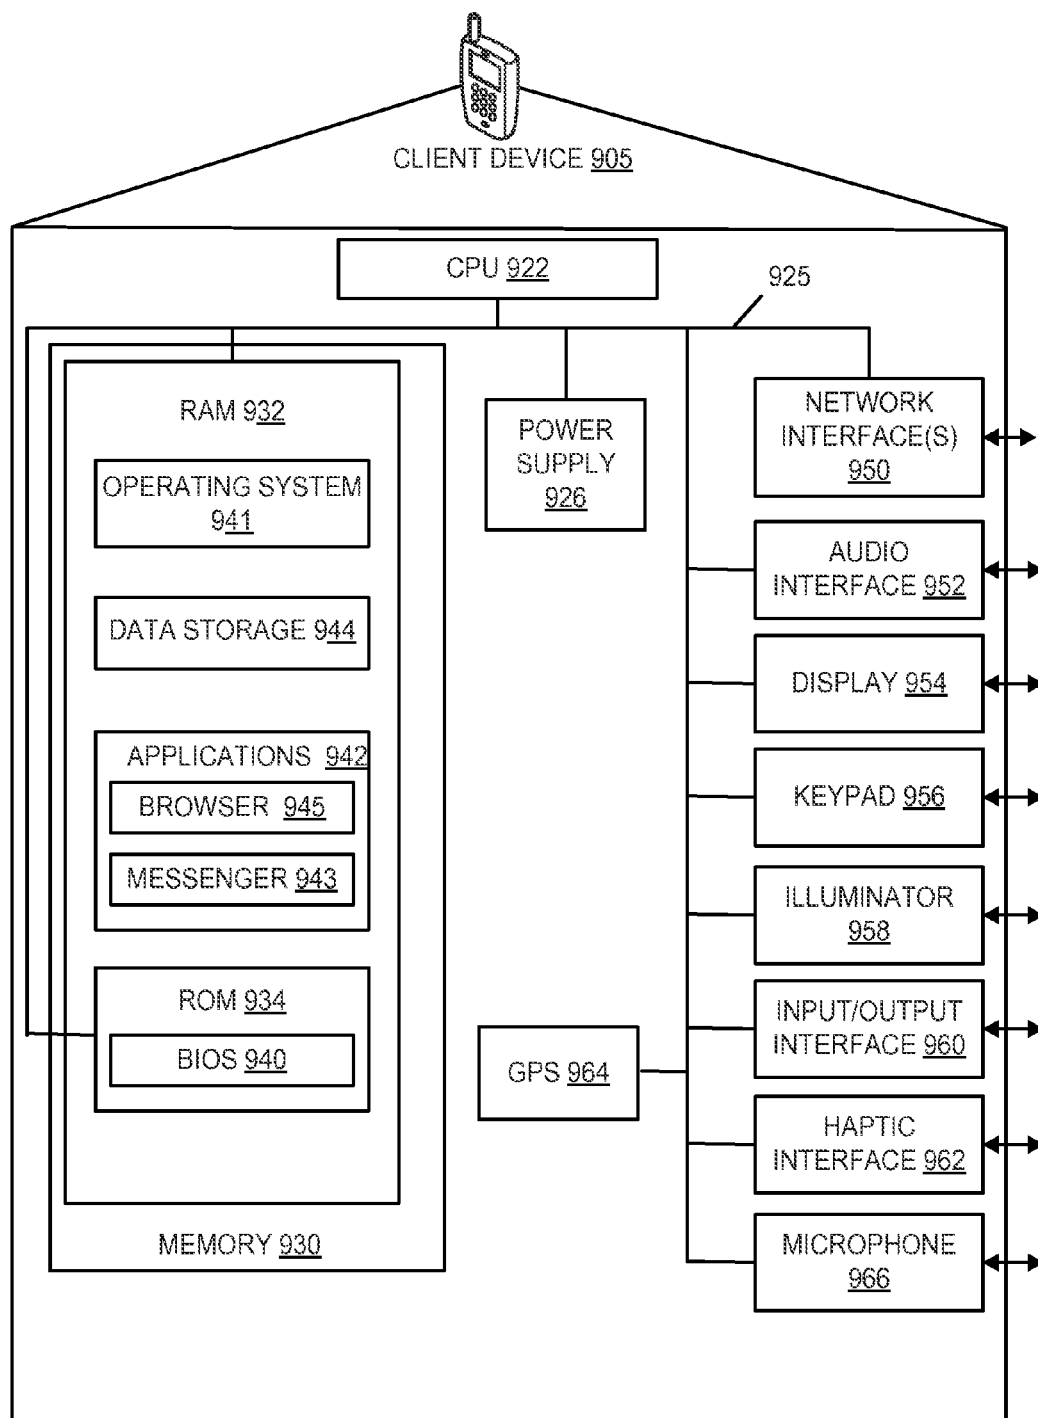 CLIENT DEVICE 905
CPU 922
925
RAM 932
OPERATING SYSTEM
941
DATA STORAGE 944
APPLICATIONS 942
BROWSER 945
MESSENGER 943
ROM 934
BIOS 940
MEMORY 930
POWER
SUPPLY
926
GPS 964
NETWORK
INTERFACE(S)
950
AUDIO
INTERFACE 952
DISPLAY 954
KEYPAD 956
ILLUMINATOR
958
INPUT/OUTPUT
INTERFACE 960
HAPTIC
INTERFACE 962
MICROPHONE
966